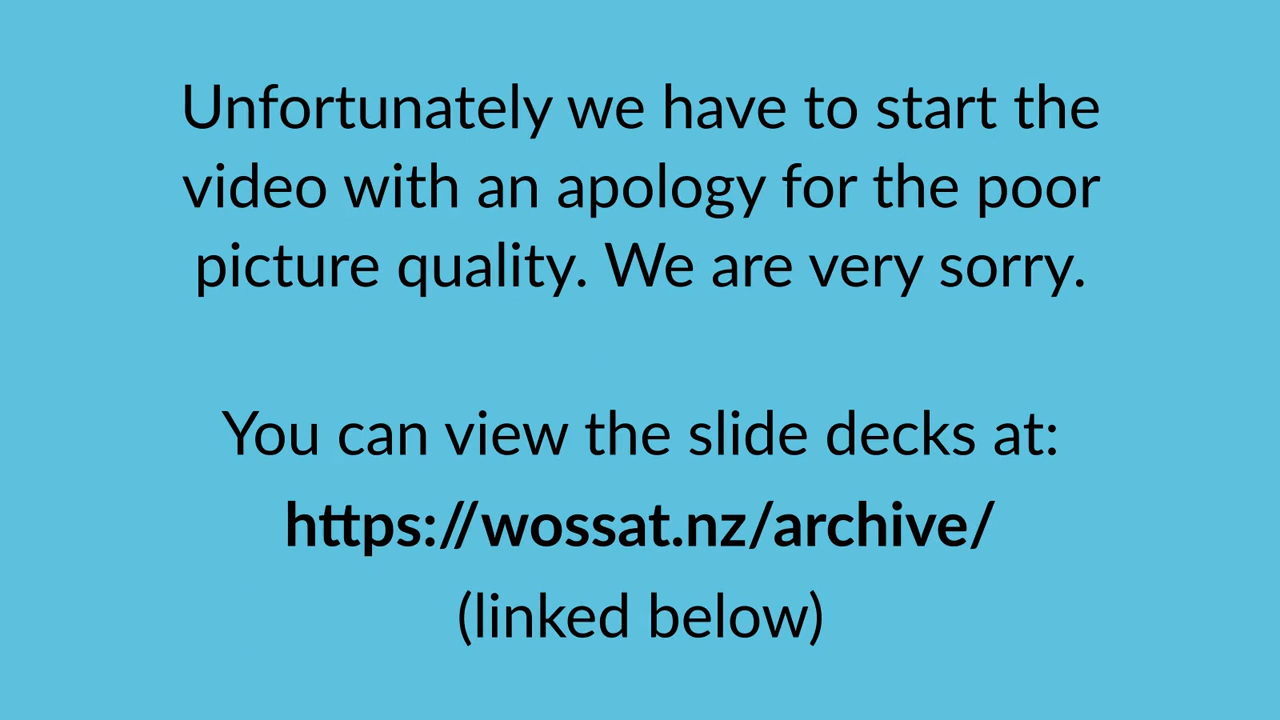 Unfortunately we have to start the
video with an apology for the poor
picture quality. We are very sorry.
You can view the slide decks at:
https://wossat.nz/archive/
(linked below)